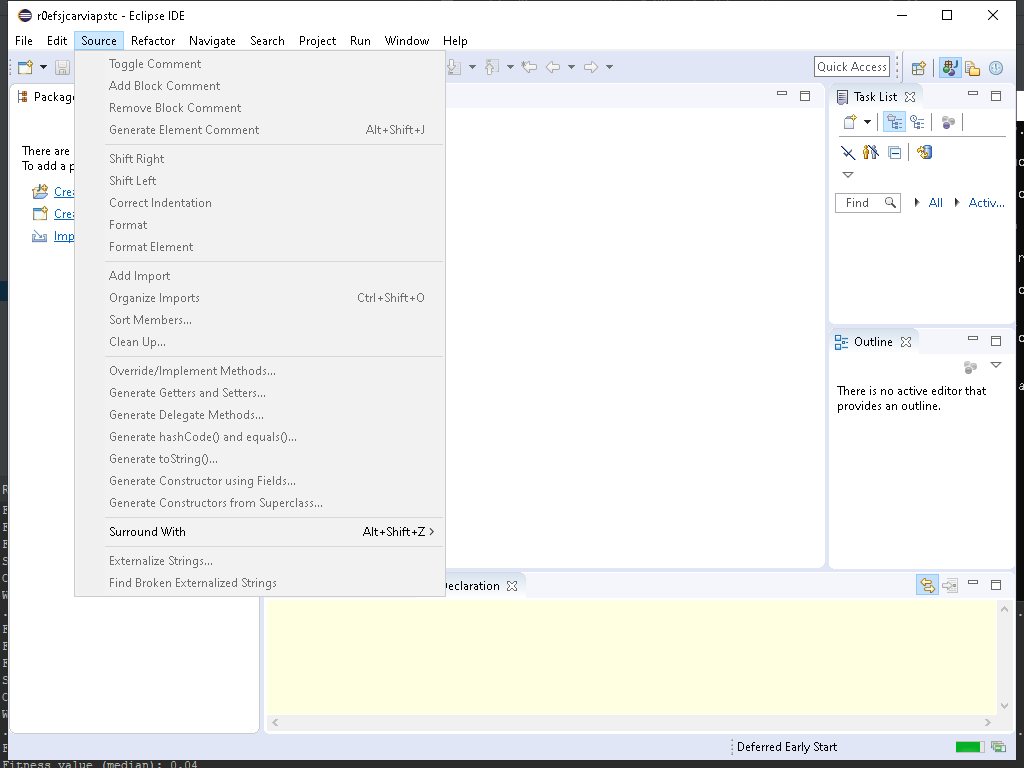 r0efsjcarviapstc - Eclipse IDE
File Edit Source Refactor Navigate Search Project Run Window Help
Quick Access
Toggle Comment
Add Block Comment
Remove Block Comment
Generate Element Comment Alt+Shift+J
Shift Right
Shift Left
Correct Indentation
Format
Format Element
Add Import
Organize Imports Ctrl+Shift+O
Sort Members...
Clean Up...
Override/Implement Methods...
Generate Getters and Setters...
Generate Delegate Methods...
Generate hashCode() and equals()...
Generate toString()...
Generate Constructor using Fields...
Generate Constructors from Superclass...
Surround With Alt+Shift+Z
Externalize Strings...
Find Broken Externalized Strings
There are
To add a
Task List
Find All Activ...
Outline
There is no active editor that
provides an outline.
Deferred Early Start
Fitness value (median): 0.04